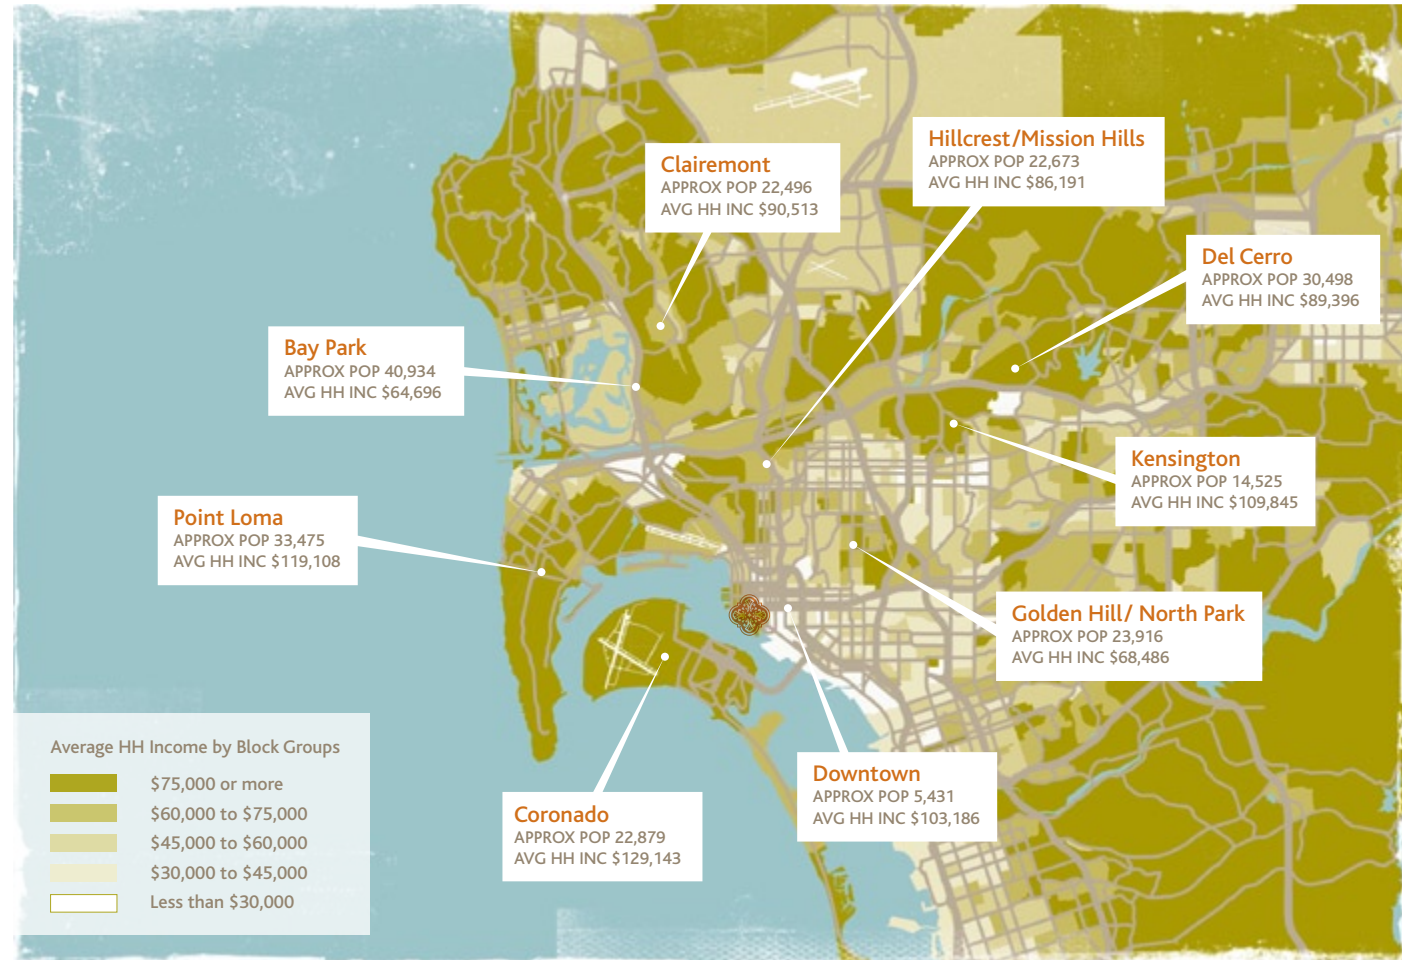 Clairemont
APPROX POP 22,496
AVG HH INC $90,513
Hillcrest/Mission Hills
APPROX POP 22,673
AVG HH INC $86,191
Del Cerro
APPROX POP 30,498
AVG HH INC $89,396
Bay Park
APPROX POP 40,934
AVG HH INC $64,696
Kensington
APPROX POP 14,525
AVG HH INC $109,845
Point Loma
APPROX POP 33,475
AVG HH INC $119,108
Golden Hill/ North Park
APPROX POP 23,916
AVG HH INC $68,486
Downtown
APPROX POP 5,431
AVG HH INC $103,186
Coronado
APPROX POP 22,879
AVG HH INC $129,143
Average HH Income by Block Groups
$75,000 or more
$60,000 to $75,000
$45,000 to $60,000
$30,000 to $45,000
Less than $30,000